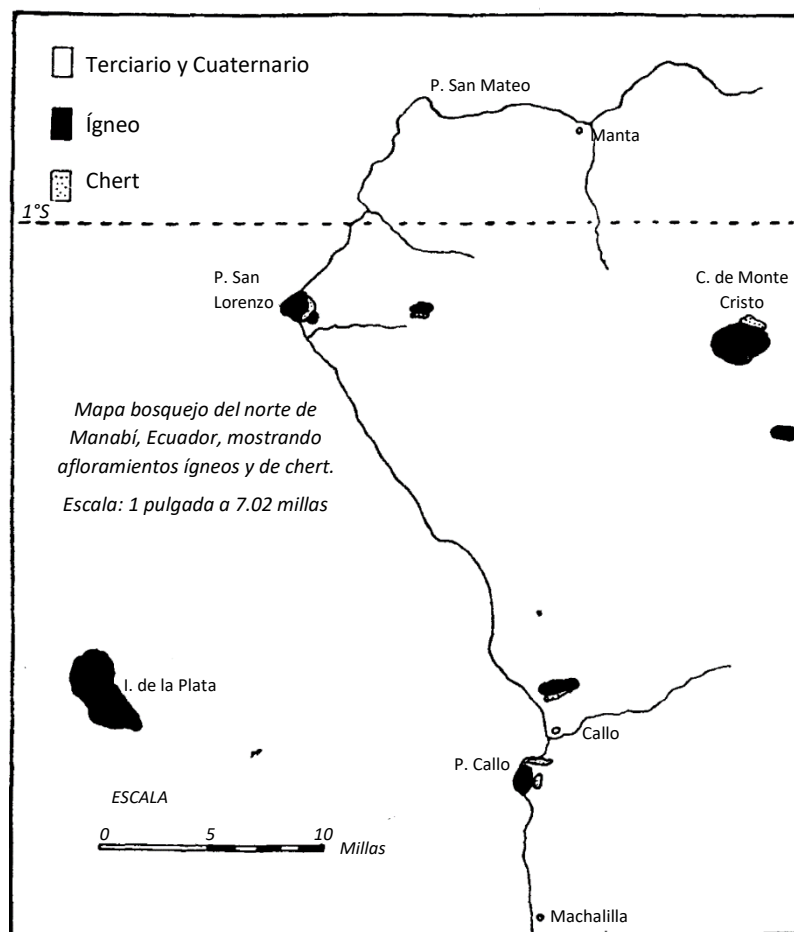 Terciario y Cuaternario
Ígneo
Chert
P. San Mateo
Manta
1°S
P. San
Lorenzo
C. de Monte
Cristo
Mapa bosquejo del norte de
Manabí, Ecuador, mostrando
afloramientos ígneos y de chert.
Escala: 1 pulgada a 7.02 millas
I. de la Plata
Callo
P. Callo
ESCALA
0 5 10
Millas
Machalilla